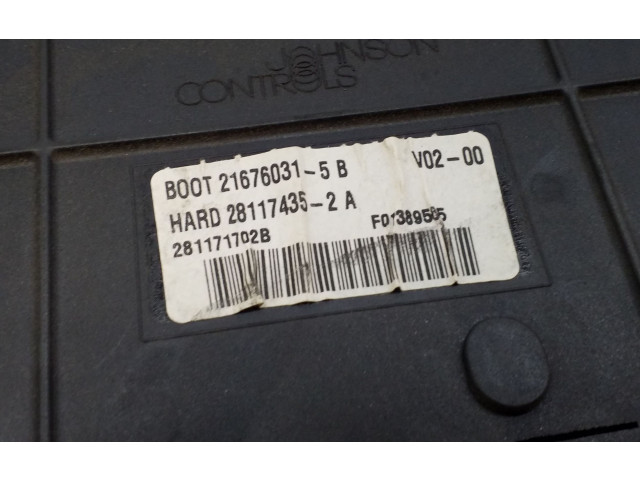 JOHNSON
CONTROLS
BOOT 21676031-5 B V02-00
HARD 28117435-2 A
281171702B F01389505